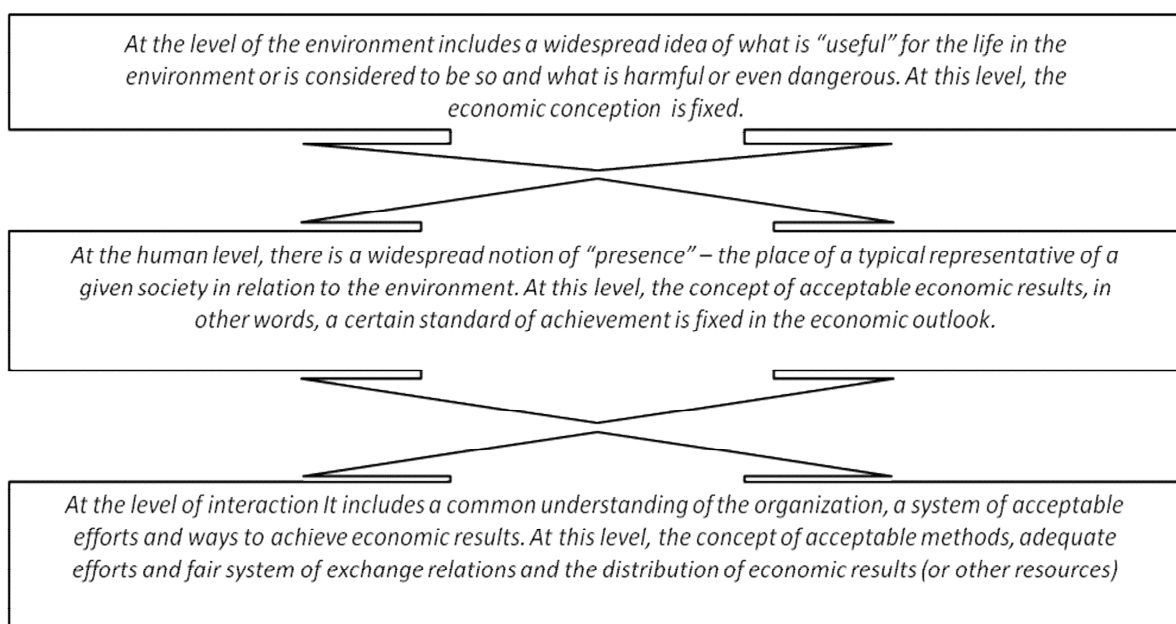 At the level of the environment includes a widespread idea of what is “useful” for the life in the
environment or is considered to be so and what is harmful or even dangerous. At this level, the
economic conception is fixed.
At the human level, there is a widespread notion of “presence” – the place of a typical representative of a
given society in relation to the environment. At this level, the concept of acceptable economic results, in
other words, a certain standard of achievement is fixed in the economic outlook.
At the level of interaction It includes a common understanding of the organization, a system of acceptable
efforts and ways to achieve economic results. At this level, the concept of acceptable methods, adequate
efforts and fair system of exchange relations and the distribution of economic results (or other resources)